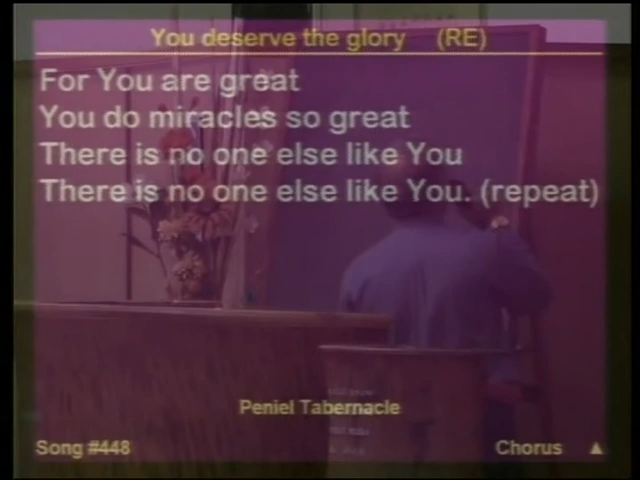 You deserve the glory (RE)
For You are great
You do miracles so great
There is no one else like You
There is no one else like You. (repeat)
Peniel Tabernacle
Song #448
Chorus ▲